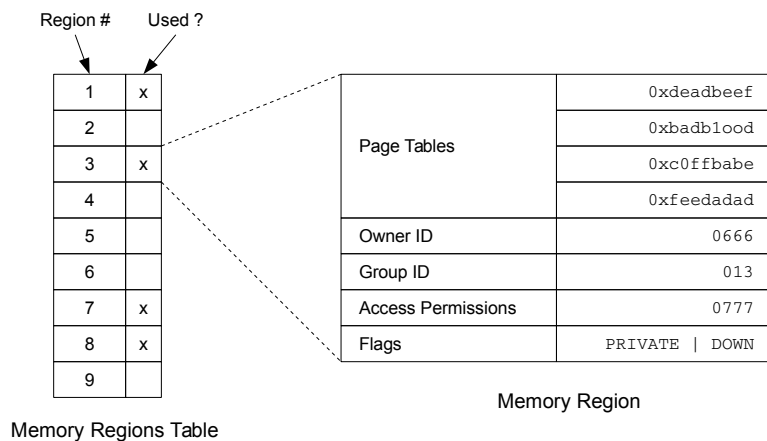 Region # Used ?
1 x
2
3 x
4
5
6
7 x
8 x
9
Memory Regions Table
Page Tables
0xdeadbeef
0xbadb1ood
0xc0ffbabe
0xfeedadad
Owner ID 0666
Group ID 013
Access Permissions 0777
Flags PRIVATE | DOWN
Memory Region